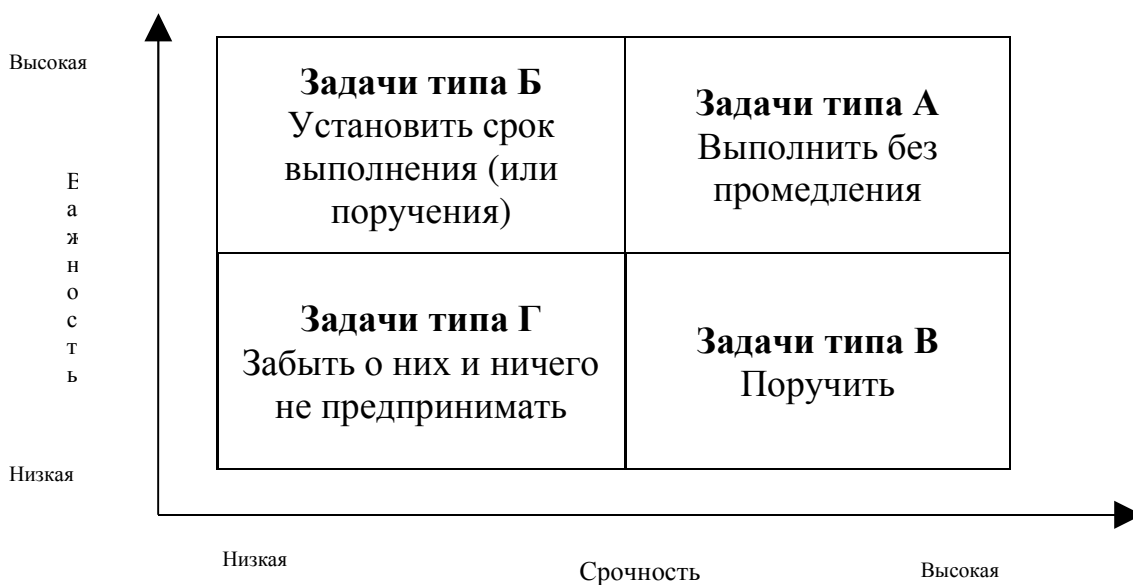 Высокая
Задачи типа Б
Установить срок
выполнения (или
поручения)
Задачи типа А
Выполнить без
промедления
Важность
Задачи типа Г
Забыть о них и ничего
не предпринимать
Задачи типа В
Поручить
Низкая
Низкая
Срочность
Высокая